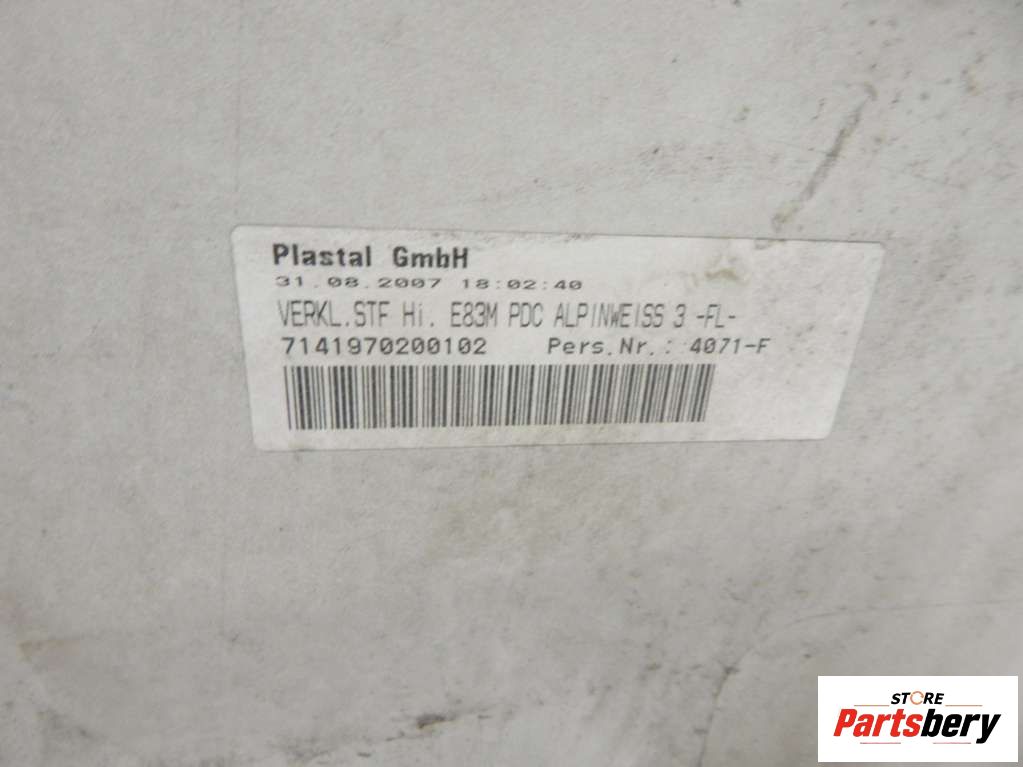 Plastal GmbH
31.08.2007 18:02:40
VERKL.STF Hi. E83M PDC ALPINWEISS 3 -FL-
7141970200102 Pers.Nr.: 4071-F
STORE
Partsbery